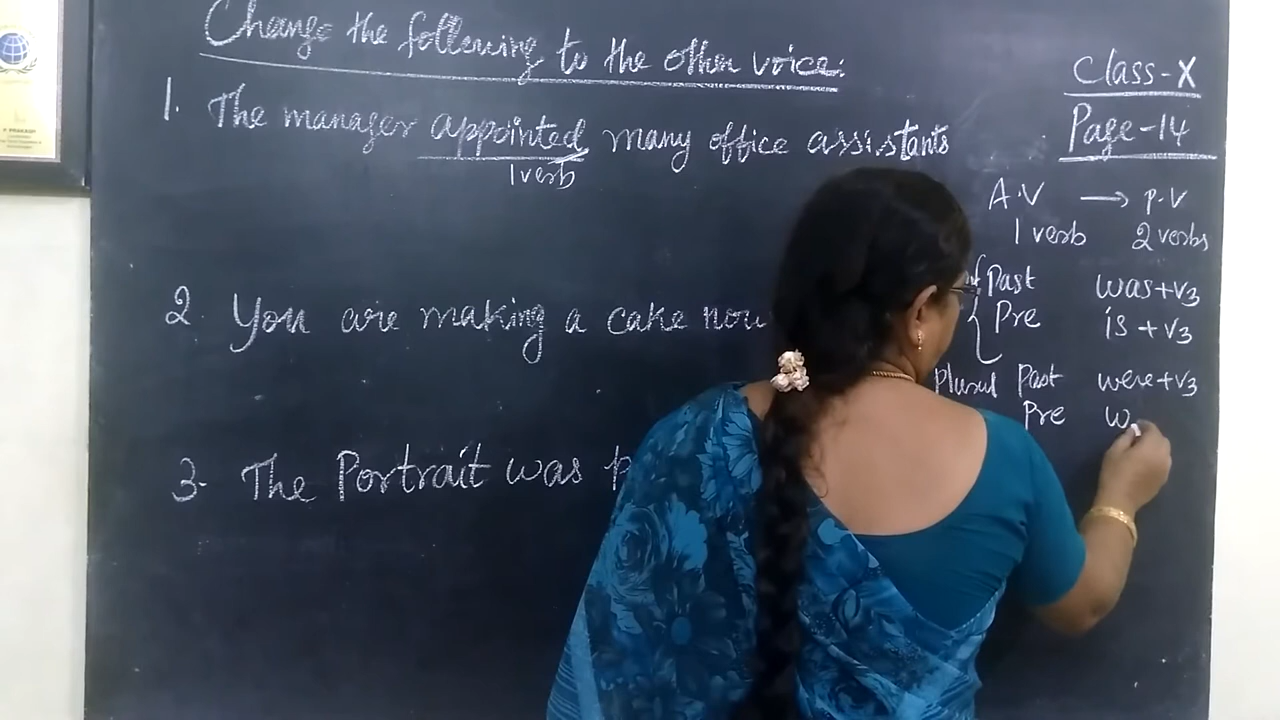 Change the following to the other voice:
1. The manager appointed many office assistants
1 verb
2. You are making a cake now
3. The Portrait was p
Class-X
Page-14
A.V → P.V
1 verb 2 verbs
Past was+v3
Pre is+v3
Plural Past were+v3
Pre w